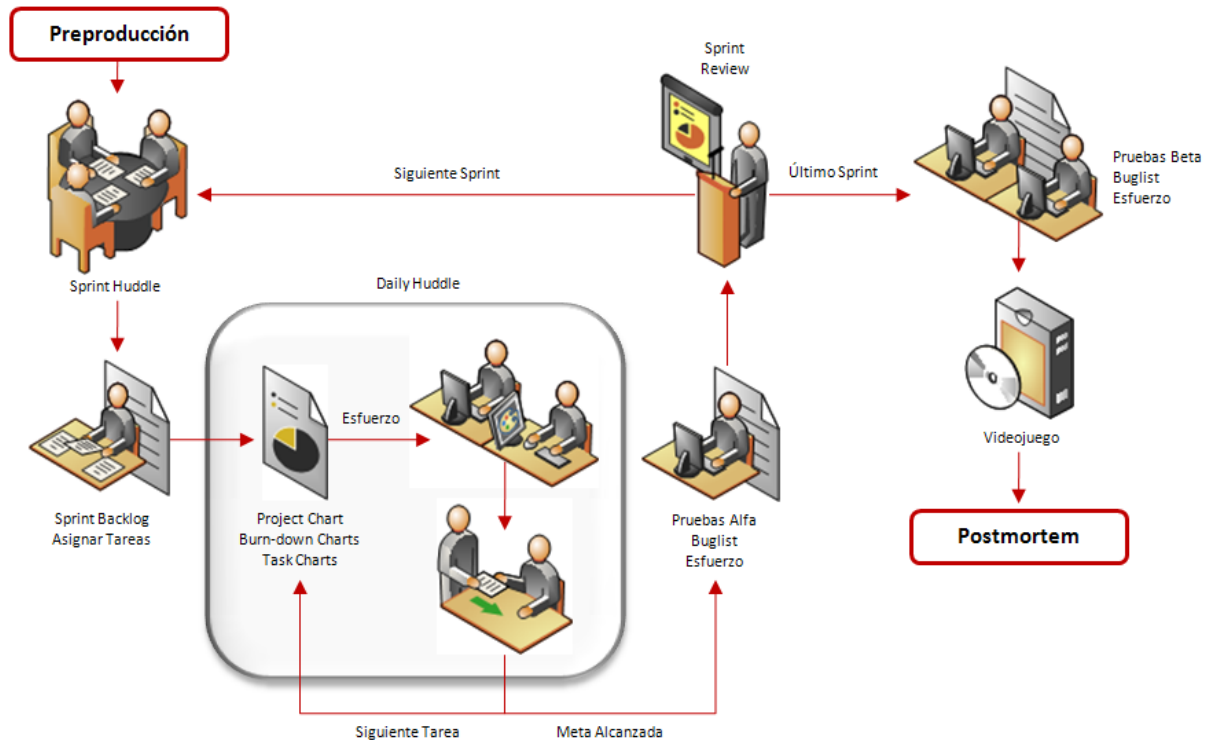 Preproducción
Sprint
Review
Pruebas Beta
Buglist
Esfuerzo
Siguiente Sprint
Último Sprint
Sprint Huddle
Daily Huddle
Esfuerzo
Videojuego
Sprint Backlog
Asignar Tareas
Project Chart
Burn-down Charts
Task Charts
Pruebas Alfa
Buglist
Esfuerzo
Postmortem
Siguiente Tarea
Meta Alcanzada